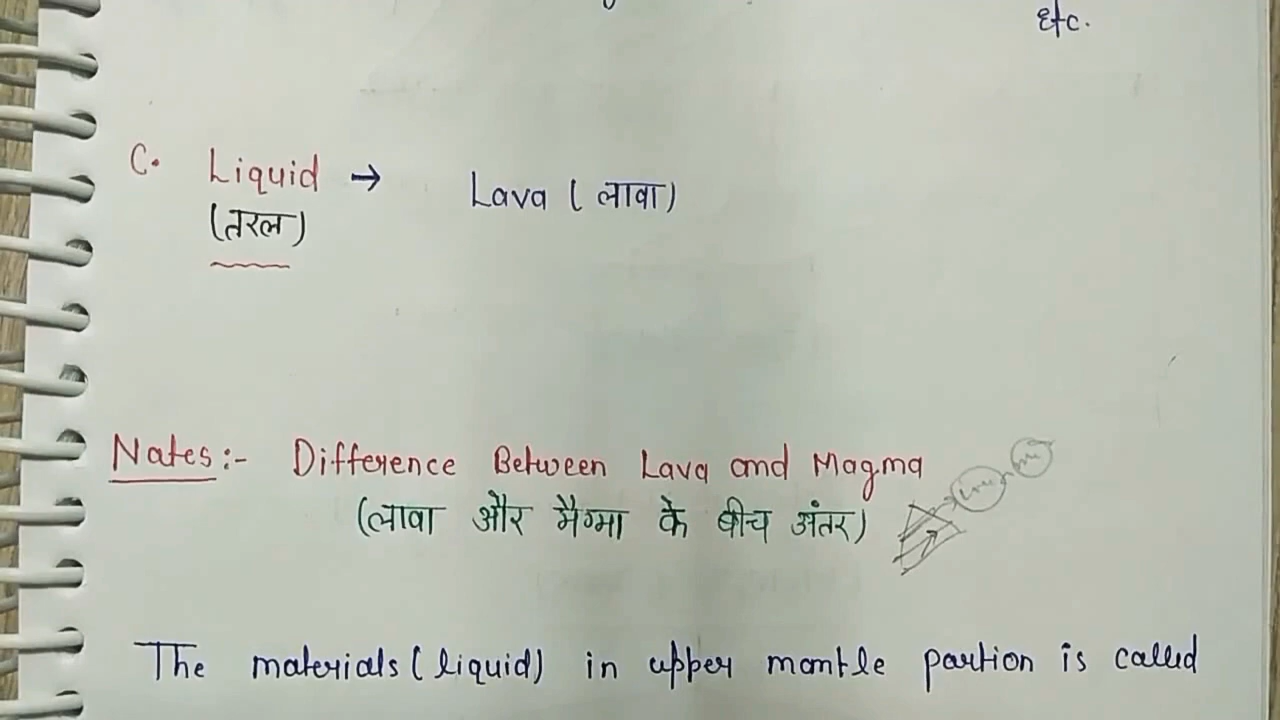 etc.
C. Liquid → Lava (लावा)
(तरल)
Notes:- Difference Between Lava and Magma
(लावा और मैग्मा के बीच अंतर)
The materials (liquid) in upper mantle portion is called